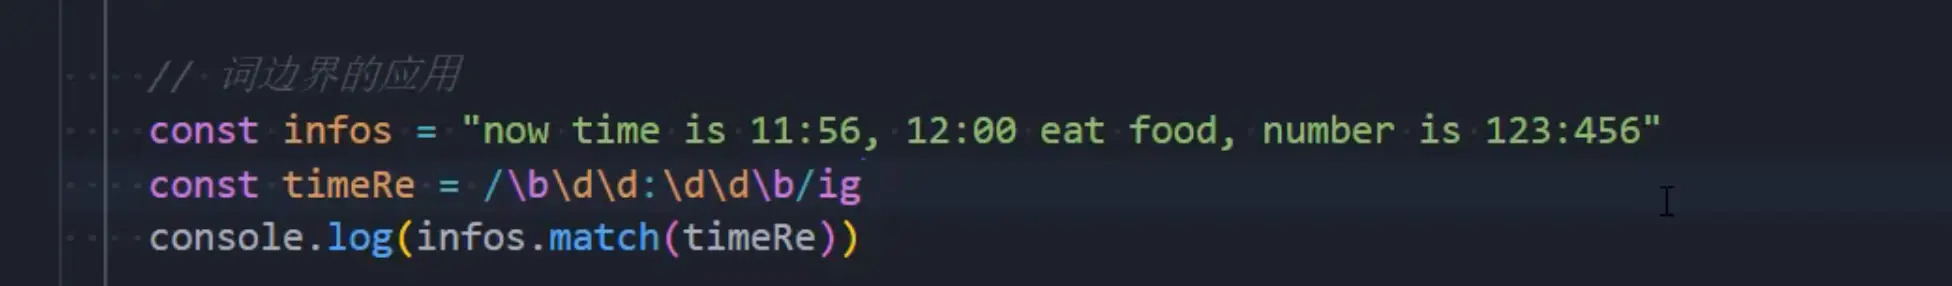 // 词边界的应用
const infos = "now time is 11:56, 12:00 eat food, number is 123:456"
const timeRe = /\b\d\d:\d\d\b/ig
console.log(infos.match(timeRe))